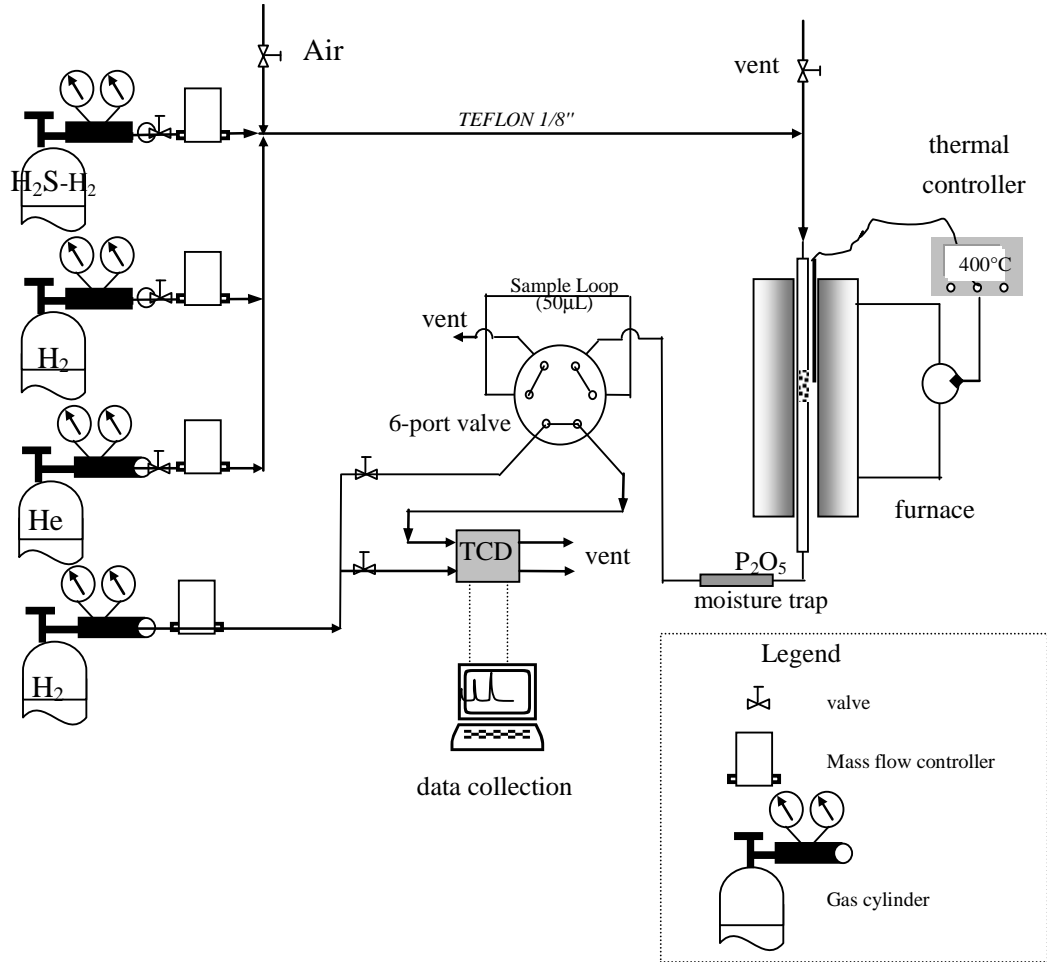 Air
vent
TEFLON 1/8"
thermal
controller
H₂S-H₂
400°C
Sample Loop
(50μL)
vent
H₂
6-port valve
furnace
He
TCD
vent
P₂O₅
moisture trap
H₂
data collection
Legend
valve
Mass flow controller
Gas cylinder